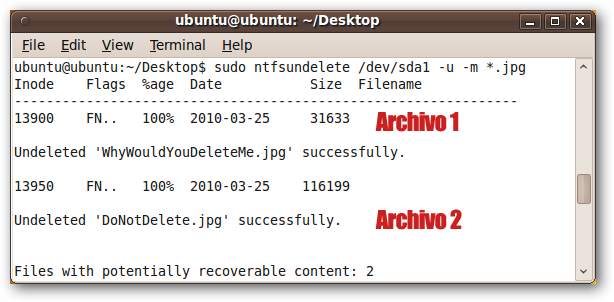 ubuntu@ubuntu: ~/Desktop
File Edit View Terminal Help
ubuntu@ubuntu:~/Desktop$ sudo ntfsundelete /dev/sda1 -u -m *.jpg
Inode    Flags  %age  Date           Size  Filename
---------------------------------------------------------------
13900    FN..   100%  2010-03-25     31633  Archivo 1
Undeleted 'WhyWouldYouDeleteMe.jpg' successfully.
13950    FN..   100%  2010-03-25    116199
Undeleted 'DoNotDelete.jpg' successfully.  Archivo 2
Files with potentially recoverable content: 2